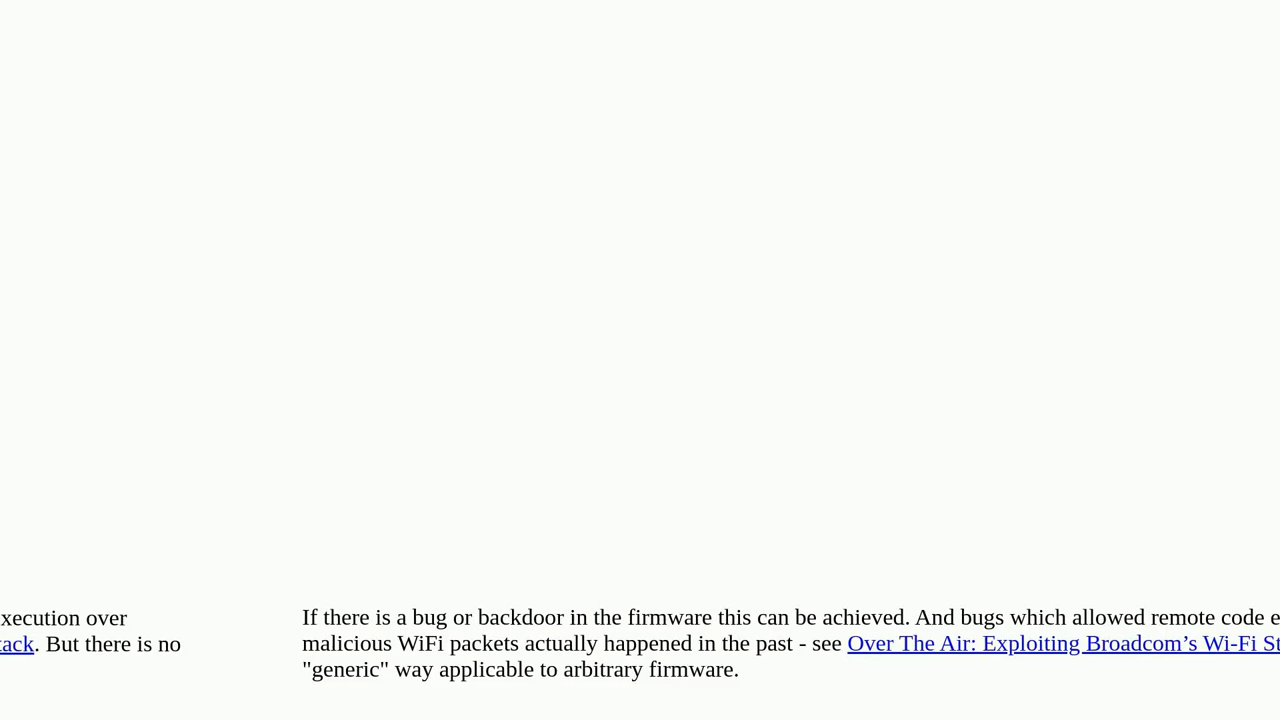 xecution over
tack. But there is no
If there is a bug or backdoor in the firmware this can be achieved. And bugs which allowed remote code e
malicious WiFi packets actually happened in the past - see Over The Air: Exploiting Broadcom’s Wi-Fi St
"generic" way applicable to arbitrary firmware.